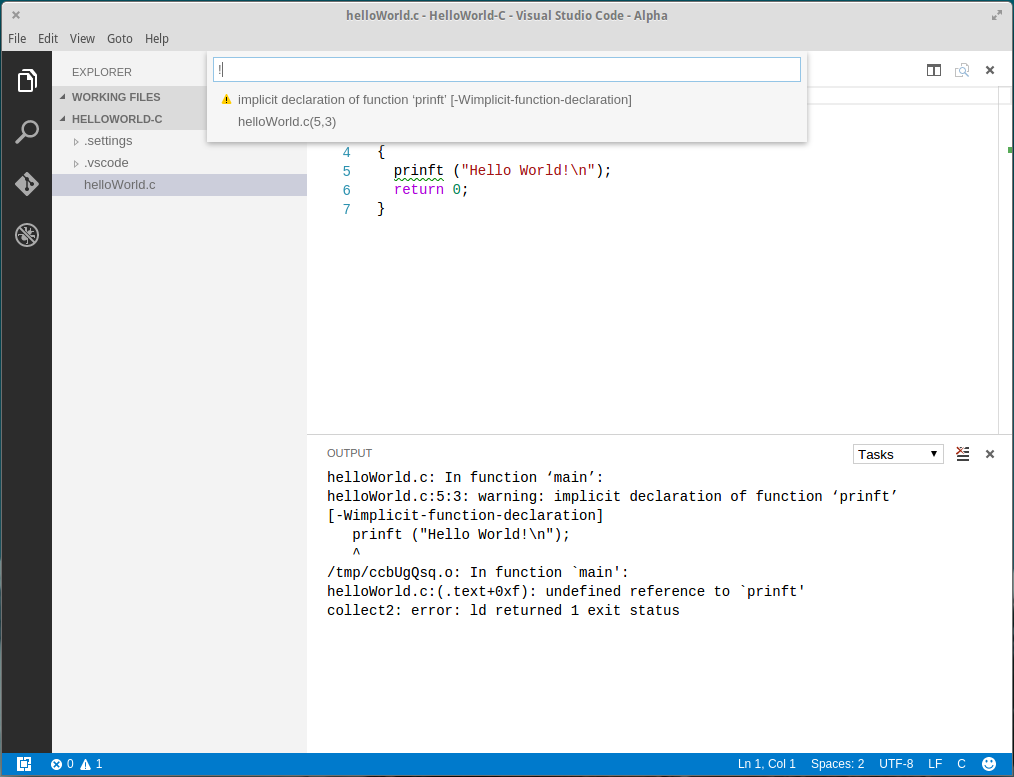 helloWorld.c - HelloWorld-C - Visual Studio Code - Alpha
File Edit View Goto Help
EXPLORER
WORKING FILES
HELLOWORLD-C
.settings
.vscode
helloWorld.c
!
implicit declaration of function ‘prinft’ [-Wimplicit-function-declaration]
helloWorld.c(5,3)
4 {
5 prinft ("Hello World!\n");
6 return 0;
7 }
OUTPUT
Tasks
helloWorld.c: In function ‘main’:
helloWorld.c:5:3: warning: implicit declaration of function ‘prinft’
[-Wimplicit-function-declaration]
prinft ("Hello World!\n");
^
/tmp/ccbUgQsq.o: In function `main':
helloWorld.c:(.text+0xf): undefined reference to `prinft'
collect2: error: ld returned 1 exit status
0 1 Ln 1, Col 1 Spaces: 2 UTF-8 LF C